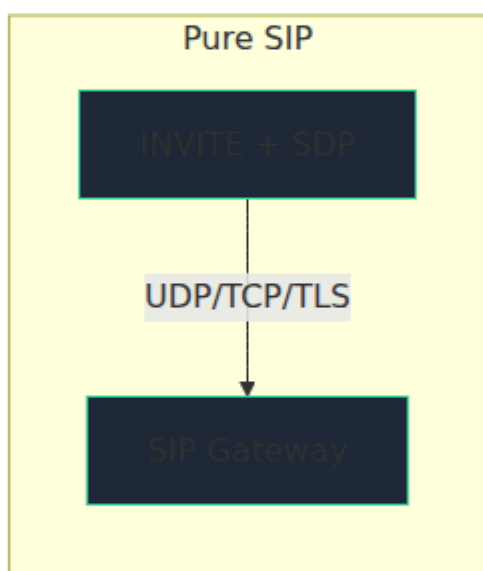 Pure SIP
INVITE + SDP
UDP/TCP/TLS
SIP Gateway